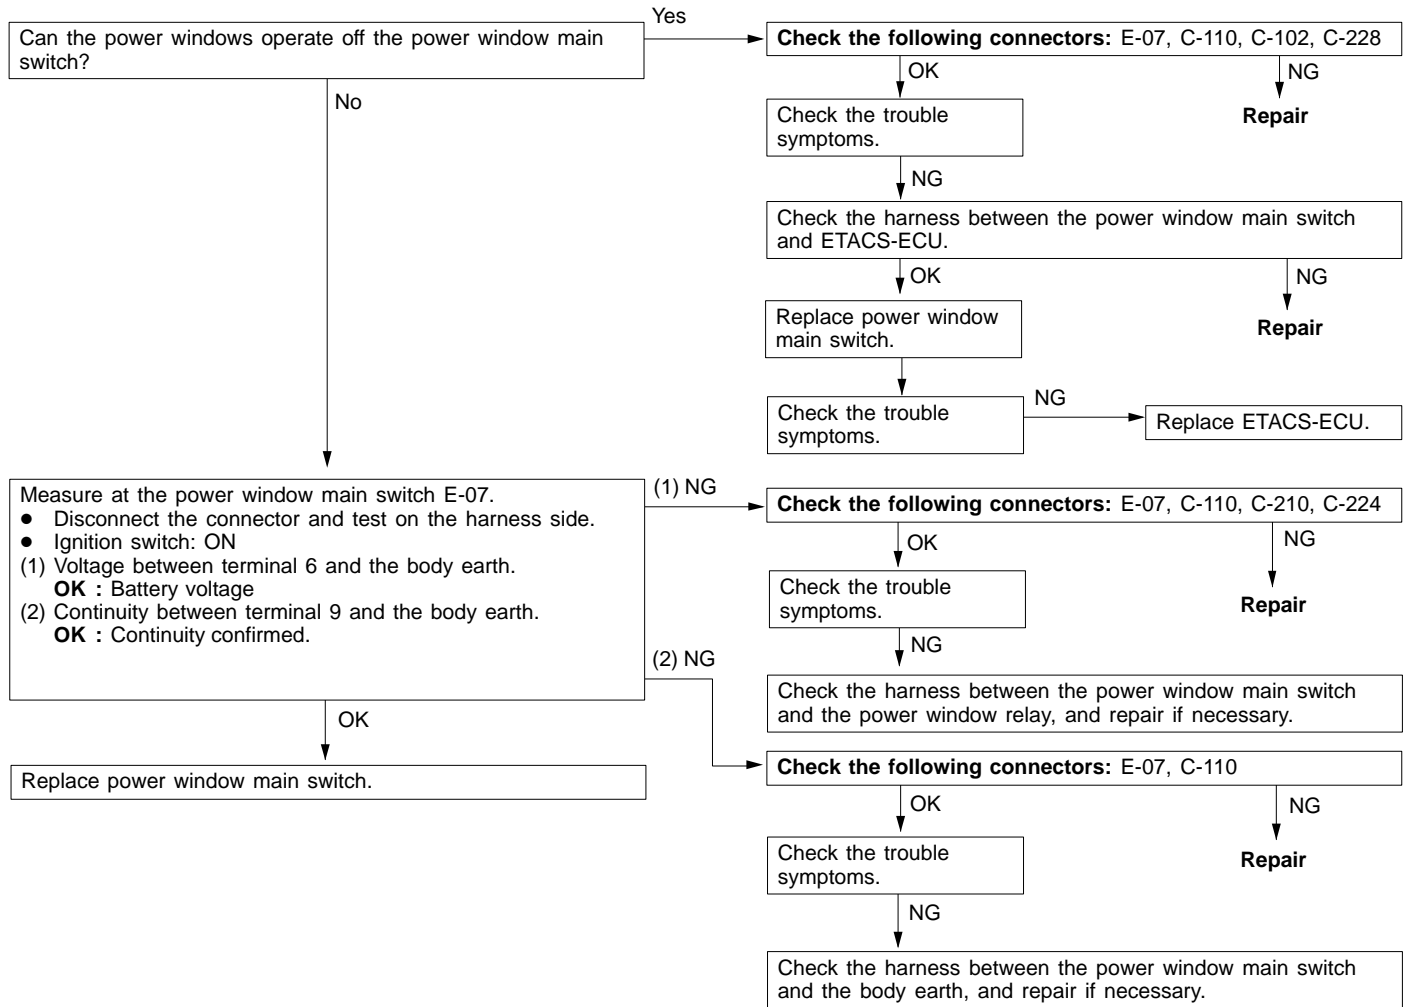 Can the power windows operate off the power window main
switch?
Yes
Check the following connectors: E-07, C-110, C-102, C-228
No
OK
NG
Check the trouble
symptoms.
Repair
NG
Check the harness between the power window main switch
and ETACS-ECU.
OK
NG
Replace power window
main switch.
Repair
Check the trouble
symptoms.
NG
Replace ETACS-ECU.
Measure at the power window main switch E-07.
● Disconnect the connector and test on the harness side.
● Ignition switch: ON
(1) Voltage between terminal 6 and the body earth.
OK : Battery voltage
(2) Continuity between terminal 9 and the body earth.
OK : Continuity confirmed.
(1) NG
Check the following connectors: E-07, C-110, C-210, C-224
OK
NG
Check the trouble
symptoms.
Repair
NG
Check the harness between the power window main switch
and the power window relay, and repair if necessary.
(2) NG
OK
Replace power window main switch.
Check the following connectors: E-07, C-110
OK
NG
Check the trouble
symptoms.
Repair
NG
Check the harness between the power window main switch
and the body earth, and repair if necessary.